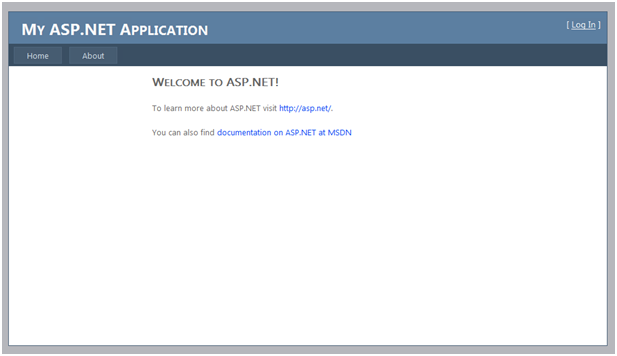 My ASP.NET Application
[ Log In ]
Home
About
Welcome to ASP.NET!
To learn more about ASP.NET visit http://asp.net/.
You can also find documentation on ASP.NET at MSDN